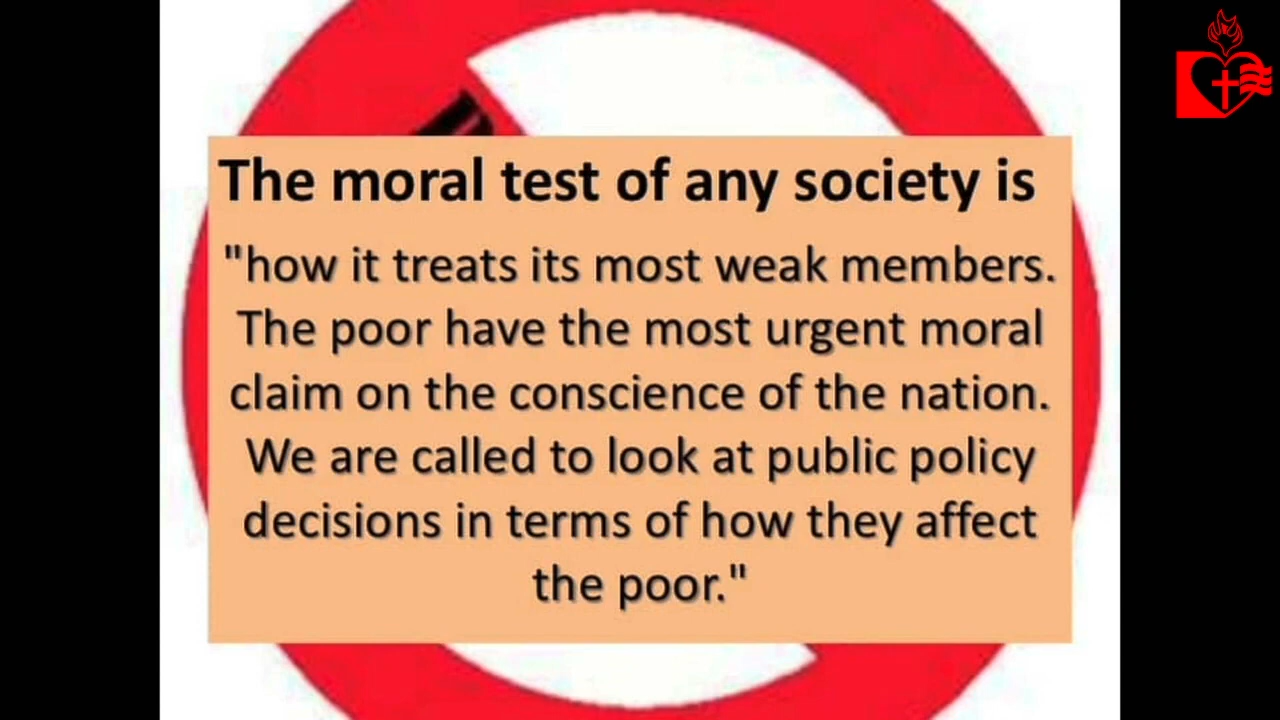 The moral test of any society is
"how it treats its most weak members.
The poor have the most urgent moral
claim on the conscience of the nation.
We are called to look at public policy
decisions in terms of how they affect
the poor."